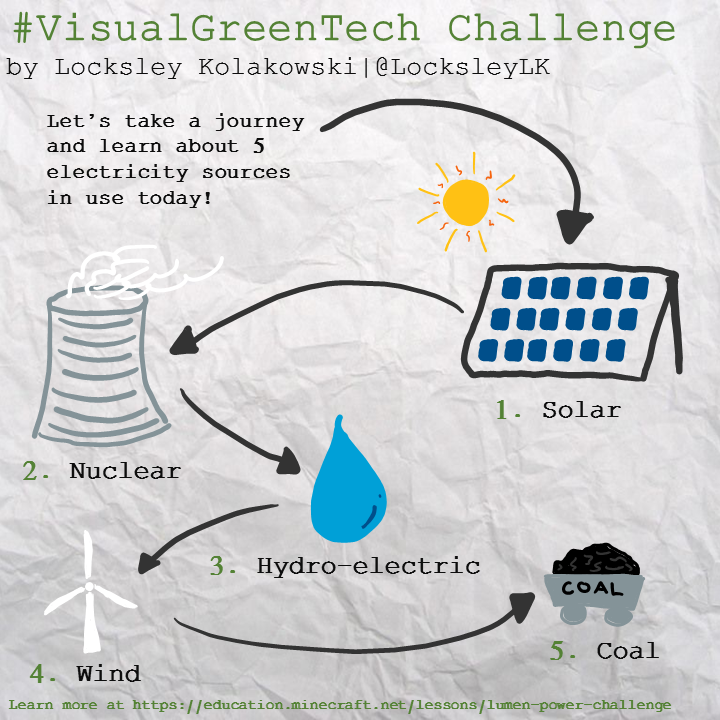 #VisualGreenTech Challenge
by Locksley Kolakowski|@LocksleyLK
Let's take a journey
and learn about 5
electricity sources
in use today!
1. Solar
2. Nuclear
3. Hydro-electric
COAL
5. Coal
4. Wind
Learn more at https://education.minecraft.net/lessons/lumen-power-challenge